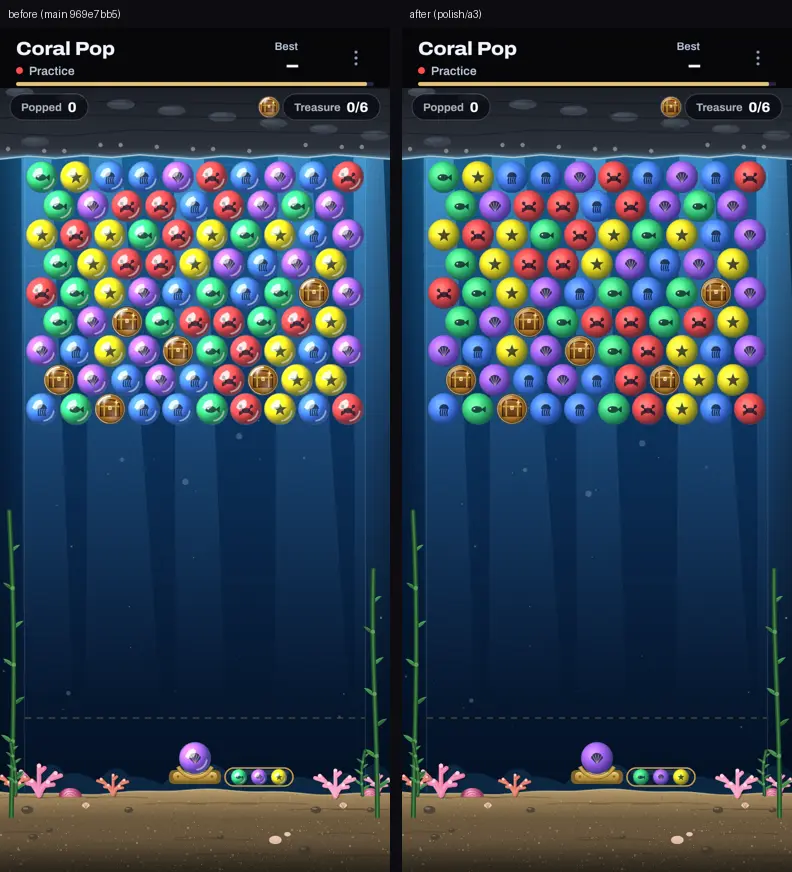 before (main 969e7bb5)
Coral Pop
Best
–
Practice
Popped 0
Treasure 0/6
after (polish/a3)
Coral Pop
Best
–
Practice
Popped 0
Treasure 0/6